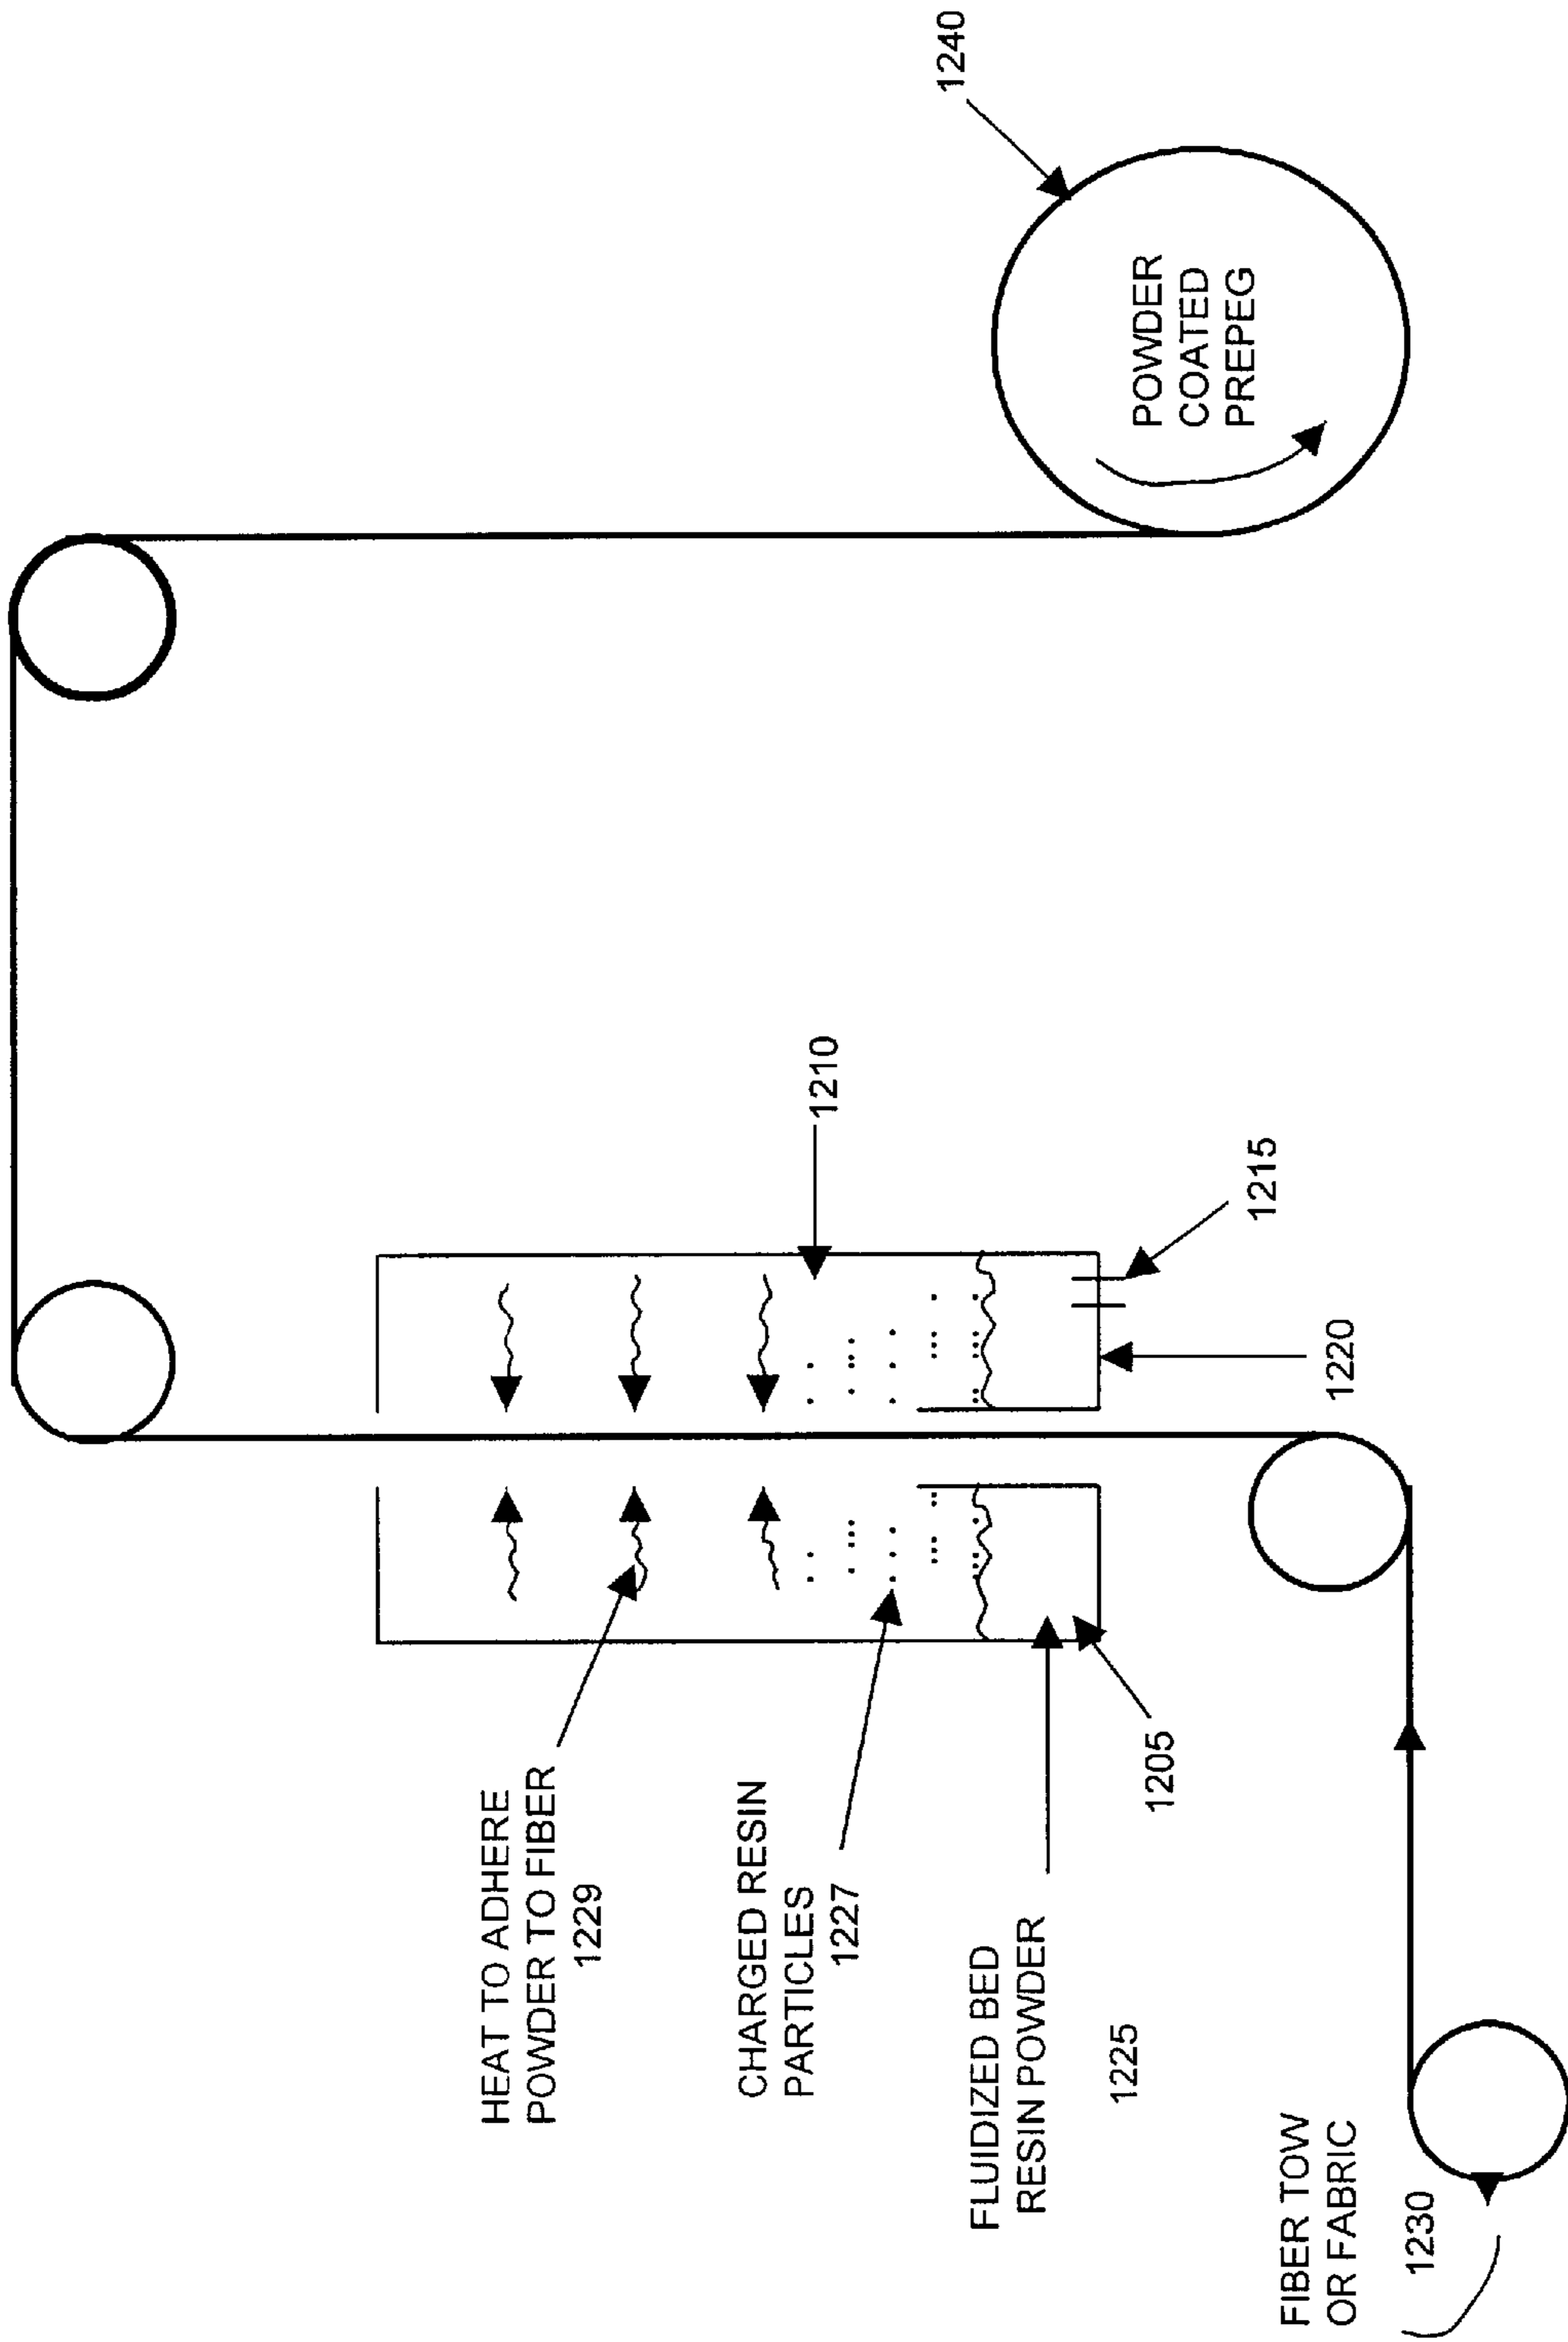 HEAT TO ADHERE
POWDER TO FIBER
1229
CHARGED RESIN
PARTICLES
1227
FLUIDIZED BED
RESIN POWDER
1225
1205
FIBER TOW
OR FABRIC
1230
1210
1215
1220
1240
POWDER
COATED
PREPEG